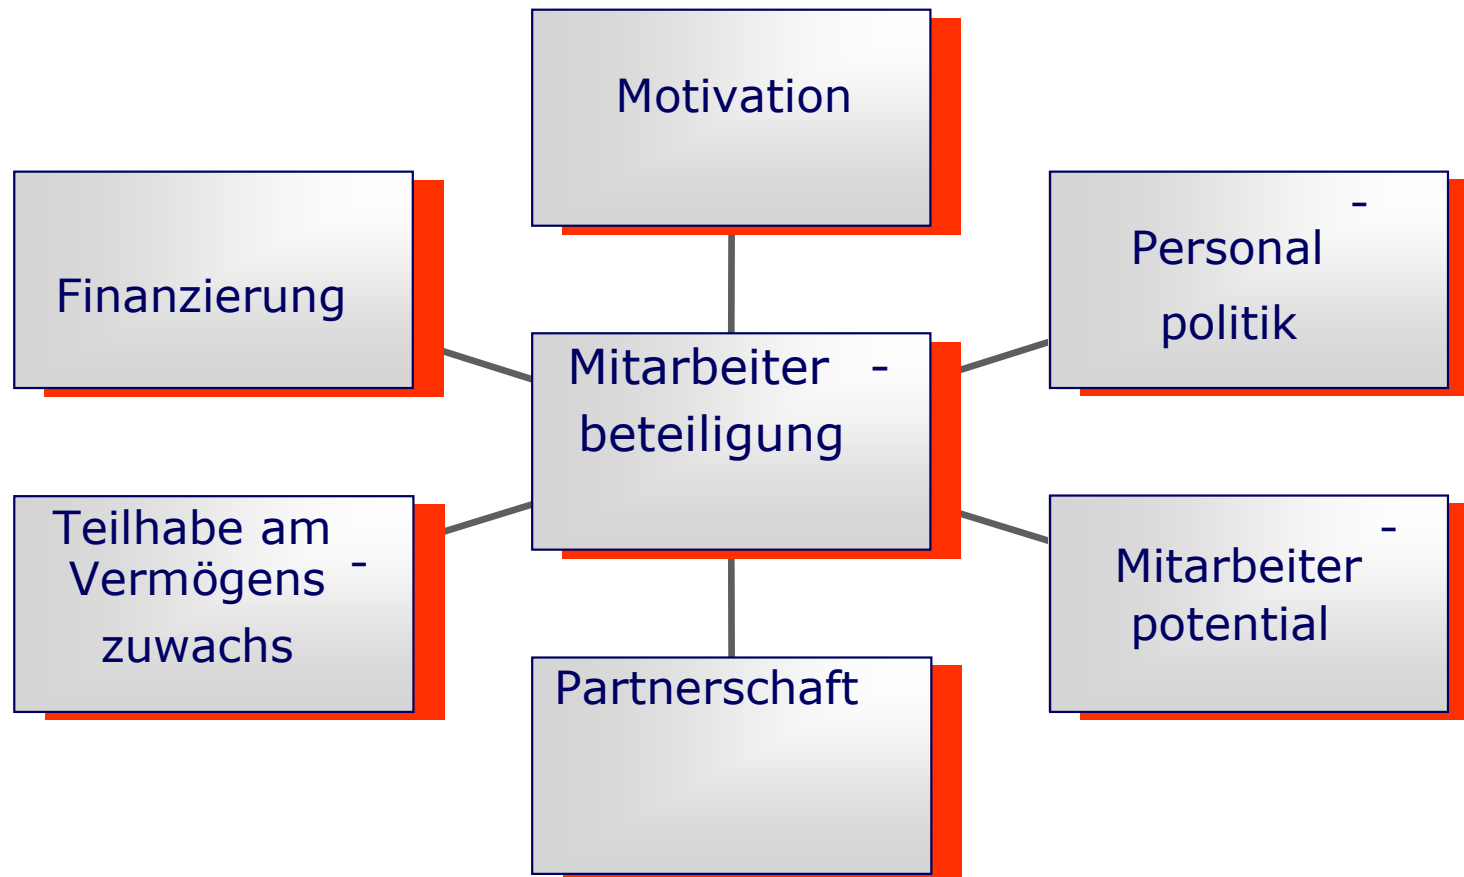 Motivation
Finanzierung
Personal -
politik
Mitarbeiter -
beteiligung
Teilhabe am
Vermögens -
zuwachs
Mitarbeiter -
potential
Partnerschaft